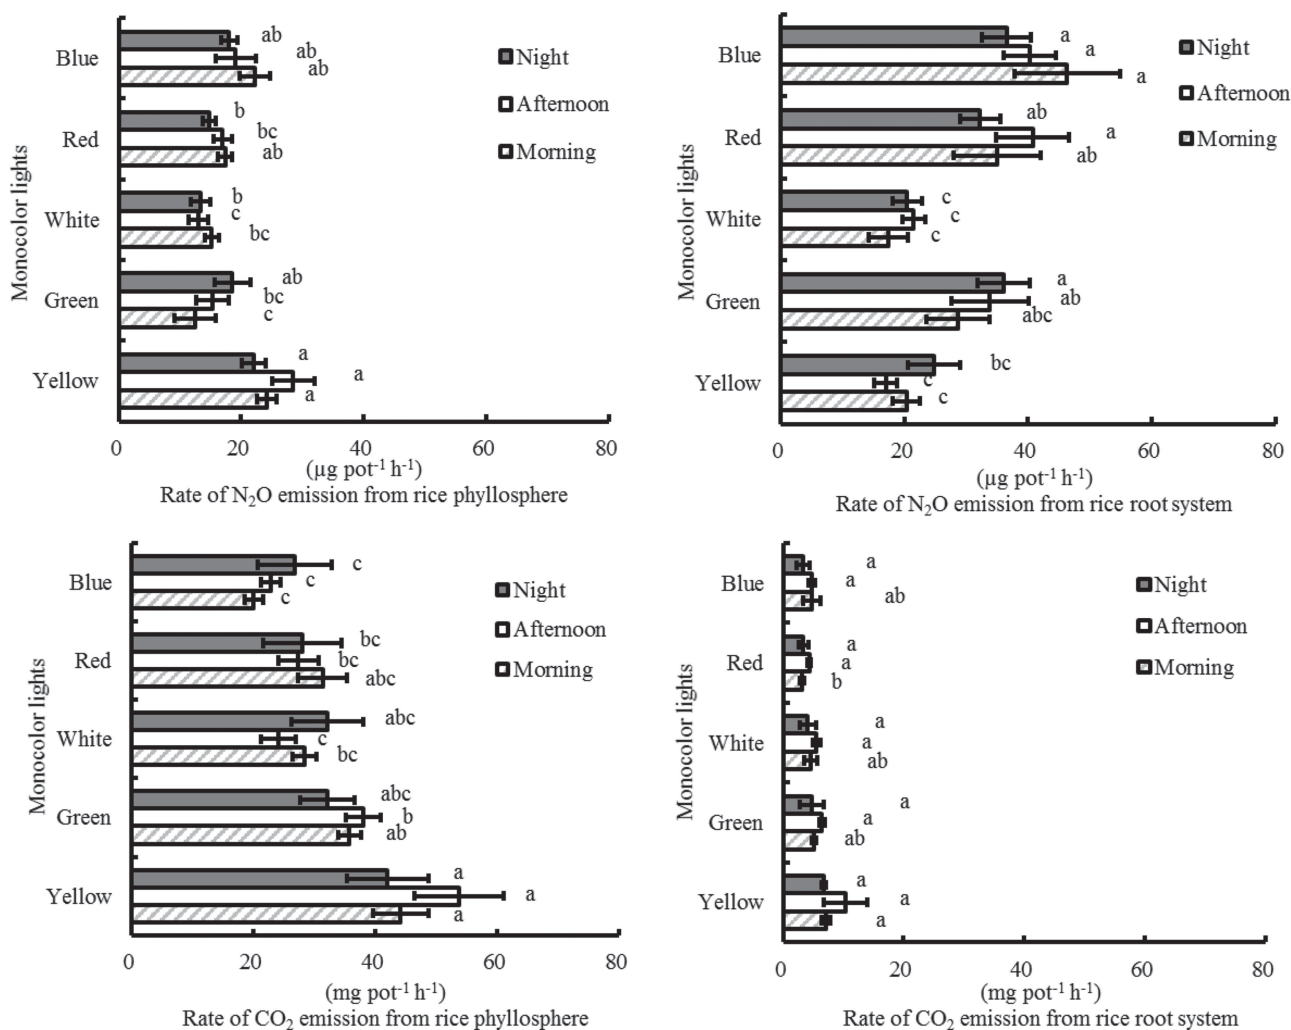 Monocolor lights
Blue
ab
ab
ab
Red
b
bc
ab
White
b
c
bc
Green
ab
bc
c
Yellow
a
a
a
Night
Afternoon
Morning
0 20 40 60 80
(µg pot⁻¹ h⁻¹)
Rate of N₂O emission from rice phyllosphere
Monocolor lights
Blue
a
a
a
Red
ab
a
ab
White
c
c
c
Green
a
ab
abc
Yellow
bc
c
c
Night
Afternoon
Morning
0 20 40 60 80
(µg pot⁻¹ h⁻¹)
Rate of N₂O emission from rice root system
Monocolor lights
Blue
c
c
c
Red
bc
bc
abc
White
abc
c
bc
Green
abc
b
ab
Yellow
a
a
a
Night
Afternoon
Morning
0 20 40 60 80
(mg pot⁻¹ h⁻¹)
Rate of CO₂ emission from rice phyllosphere
Monocolor lights
Blue
a
a
ab
Red
a
a
b
White
a
a
ab
Green
a
a
ab
Yellow
a
a
a
Night
Afternoon
Morning
0 20 40 60 80
(mg pot⁻¹ h⁻¹)
Rate of CO₂ emission from rice root system